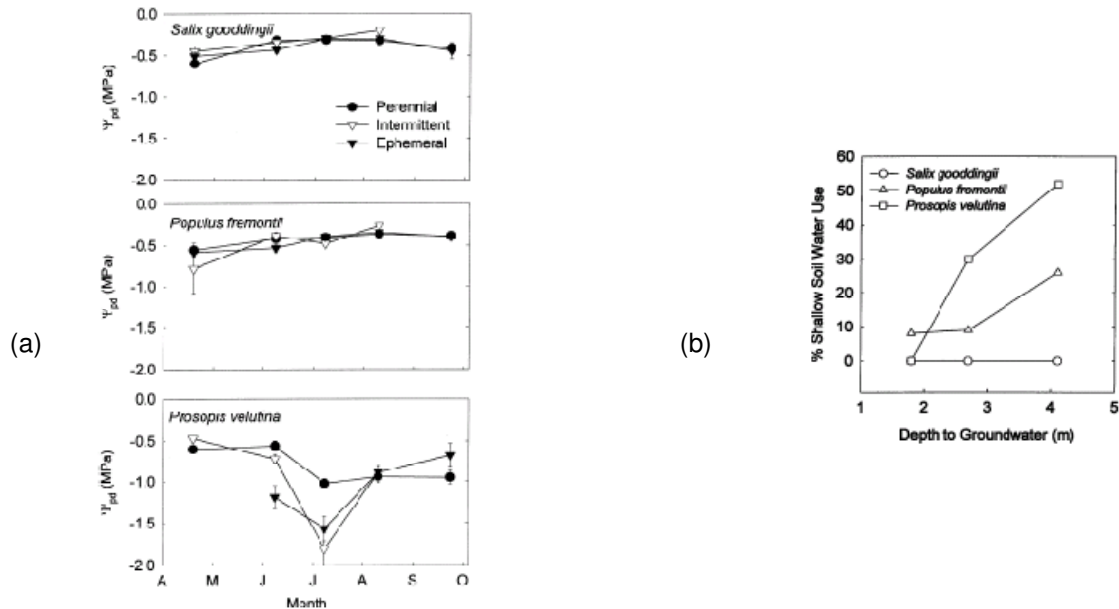 (a)
0.0
-0.5
-1.0
-1.5
-2.0
Ψpd (MPa)
Salix gooddingii
Perennial
Intermittent
Ephemeral
0.0
-0.5
-1.0
-1.5
-2.0
Ψpd (MPa)
Populus fremontii
0.0
-0.5
-1.0
-1.5
-2.0
Ψpd (MPa)
Prosopis velutina
A M J J A S O
Month
(b)
60
50
40
30
20
10
0
% Shallow Soil Water Use
Salix gooddingii
Populus fremontii
Prosopis velutina
1 2 3 4 5
Depth to Groundwater (m)